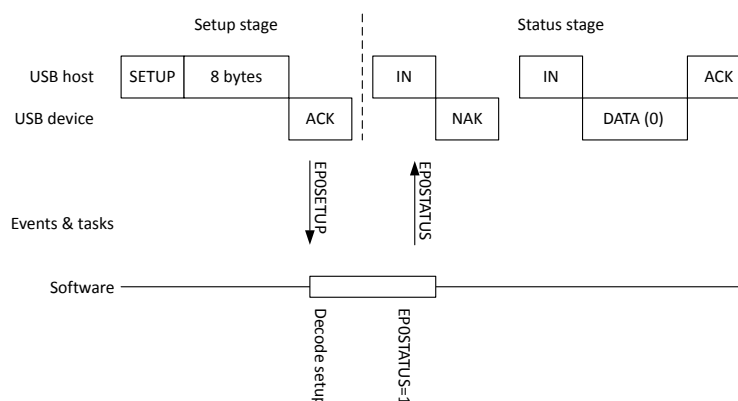 Setup stage
Status stage
USB host
SETUP
8 bytes
IN
IN
ACK
USB device
ACK
NAK
DATA (0)
EP0SETUP
EP0STATUS
Events & tasks
Software
Decode setup
EP0STATUS=1